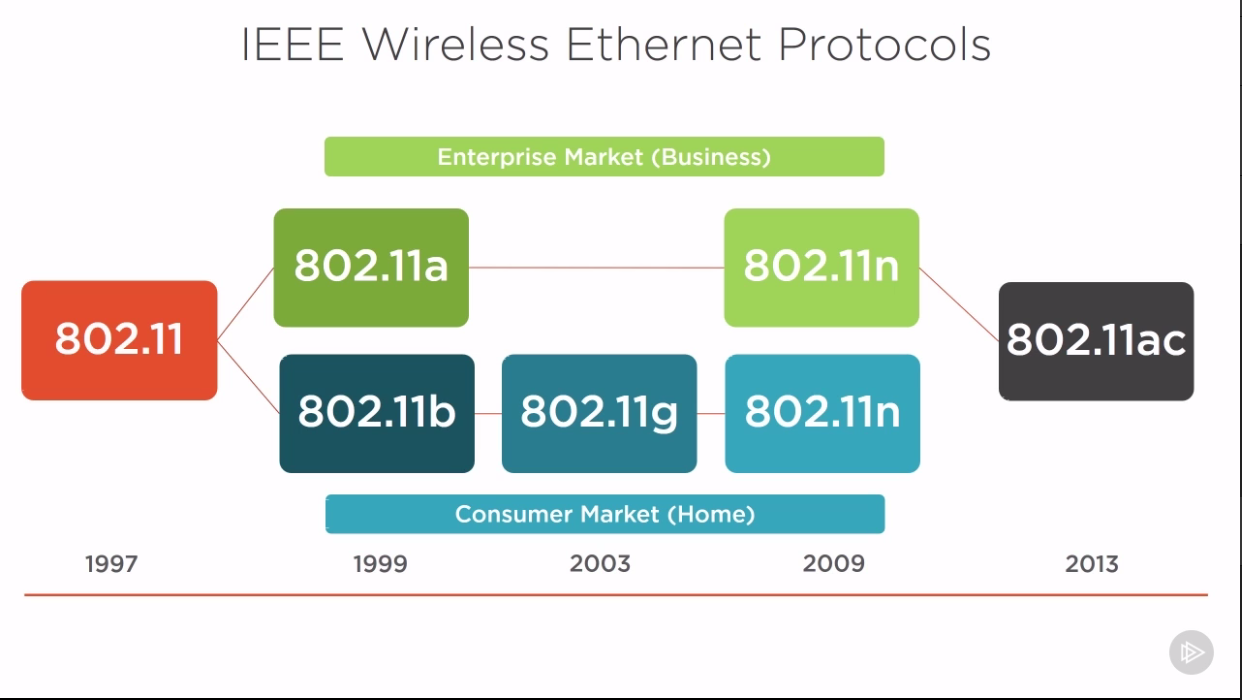 IEEE Wireless Ethernet Protocols
Enterprise Market (Business)
802.11a
802.11n
802.11
802.11ac
802.11b
802.11g
802.11n
Consumer Market (Home)
1997
1999
2003
2009
2013